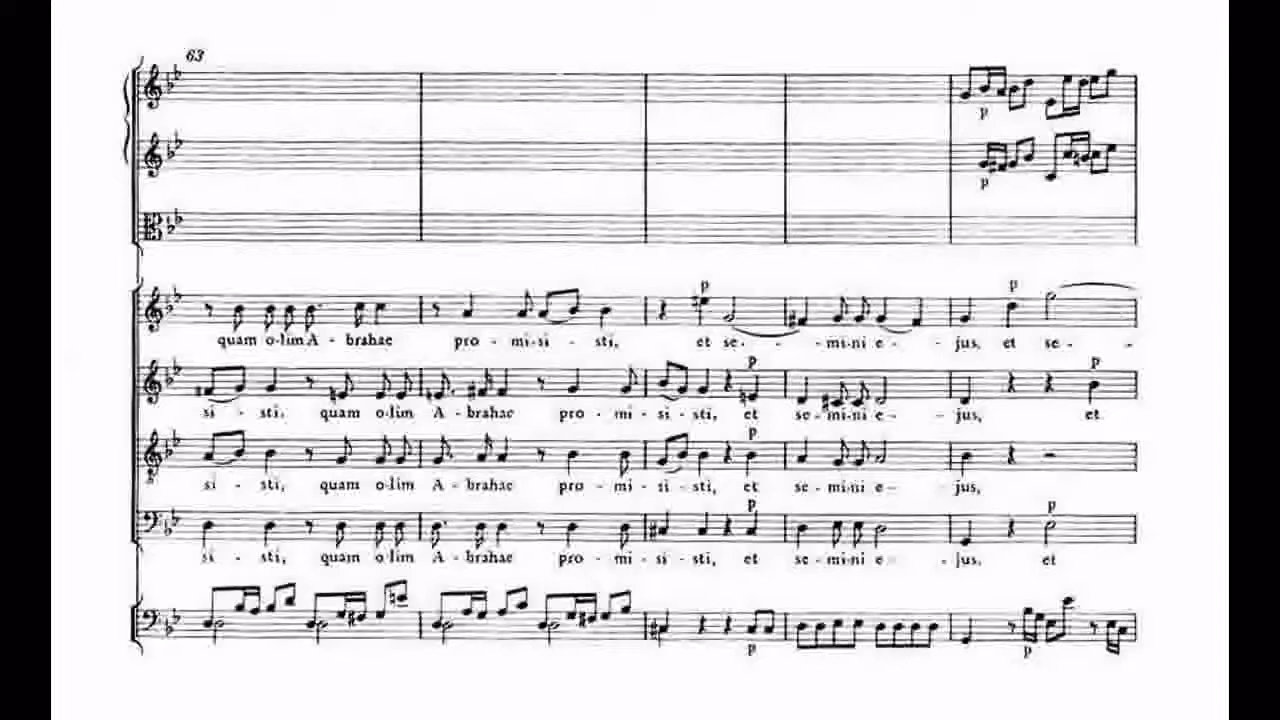 63
p
p
p
quam o-lim A-brahae pro-mi-si-sti, et se-mi-ni e-jus, et se-
p p
si-sti, quam o-lim A-brahae pro-mi-si-sti, et se-mi-ni e-jus, et
p
si-sti, quam o-lim A-brahae pro-mi-si-sti, et se-mi-ni e-jus,
p p
si-sti, quam o-lim A-brahae pro-mi-si-sti, et se-mi-ni e-jus, et
p p